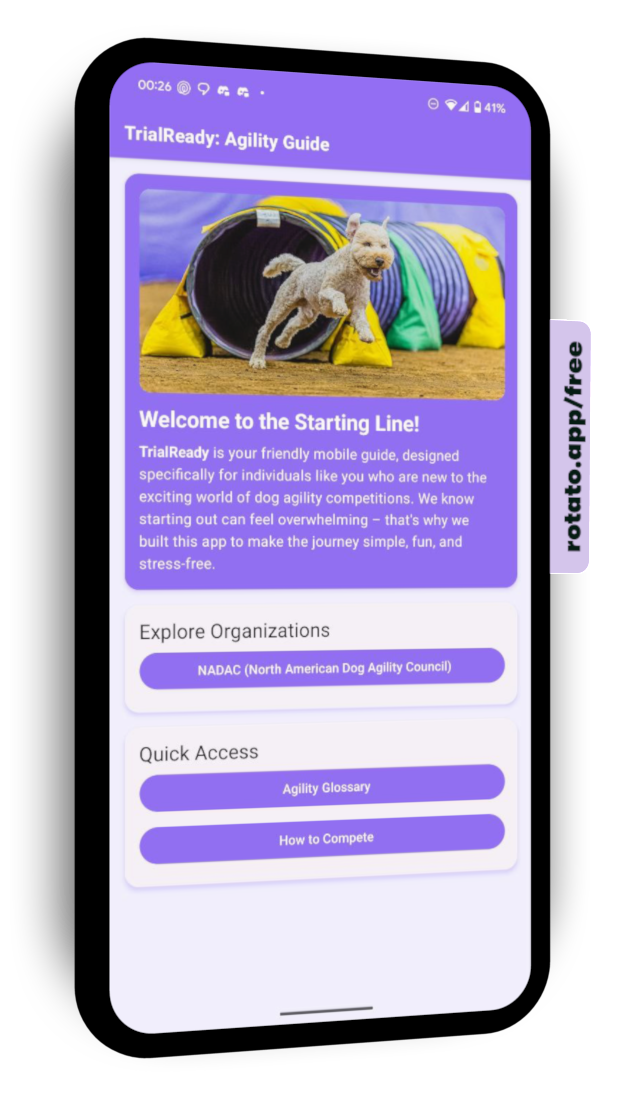 00:26
41%
TrialReady: Agility Guide
Welcome to the Starting Line!
TrialReady is your friendly mobile guide, designed
specifically for individuals like you who are new to the
exciting world of dog agility competitions. We know
starting out can feel overwhelming – that's why we
built this app to make the journey simple, fun, and
stress-free.
Explore Organizations
NADAC (North American Dog Agility Council)
Quick Access
Agility Glossary
How to Compete
rotato.app/free